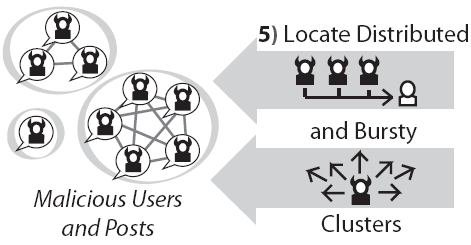 5) Locate Distributed
and Bursty
Clusters
Malicious Users
and Posts